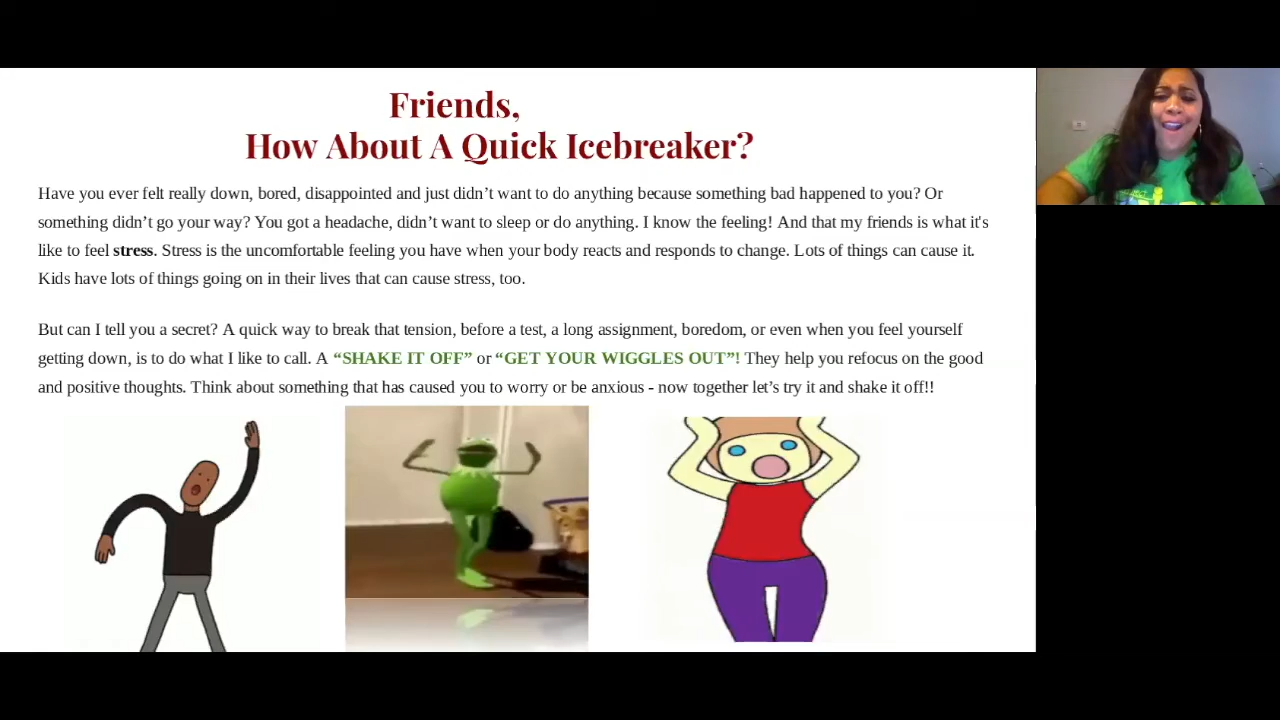 Friends,
How About A Quick Icebreaker?
Have you ever felt really down, bored, disappointed and just didn’t want to do anything because something bad happened to you? Or
something didn’t go your way? You got a headache, didn’t want to sleep or do anything. I know the feeling! And that my friends is what it's
like to feel stress. Stress is the uncomfortable feeling you have when your body reacts and responds to change. Lots of things can cause it.
Kids have lots of things going on in their lives that can cause stress, too.
But can I tell you a secret? A quick way to break that tension, before a test, a long assignment, boredom, or even when you feel yourself
getting down, is to do what I like to call. A “SHAKE IT OFF” or “GET YOUR WIGGLES OUT”! They help you refocus on the good
and positive thoughts. Think about something that has caused you to worry or be anxious - now together let’s try it and shake it off!!